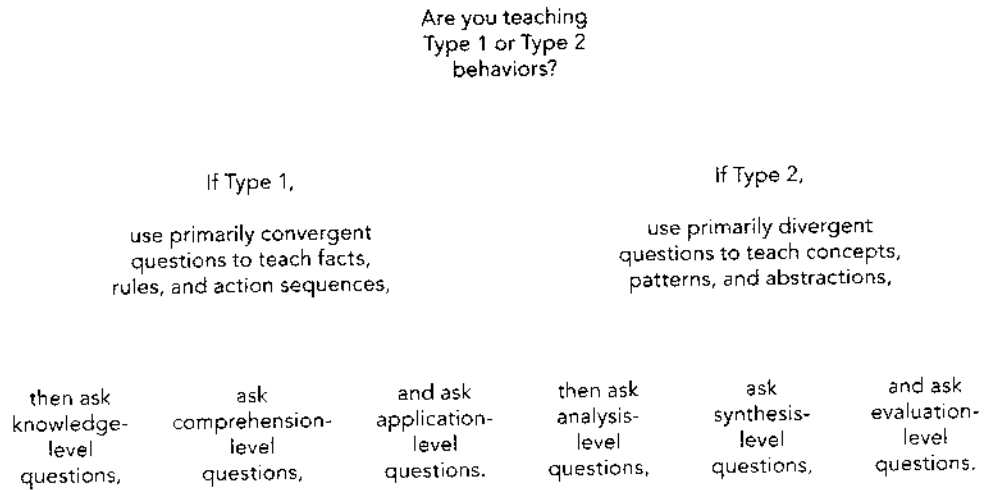 Are you teaching
Type 1 or Type 2
behaviors?
If Type 1,
use primarily convergent
questions to teach facts,
rules, and action sequences,
If Type 2,
use primarily divergent
questions to teach concepts,
patterns, and abstractions,
then ask
knowledge-
level
questions,
ask
comprehension-
level
questions,
and ask
application-
level
questions.
then ask
analysis-
level
questions,
ask
synthesis-
level
questions,
and ask
evaluation-
level
questions.